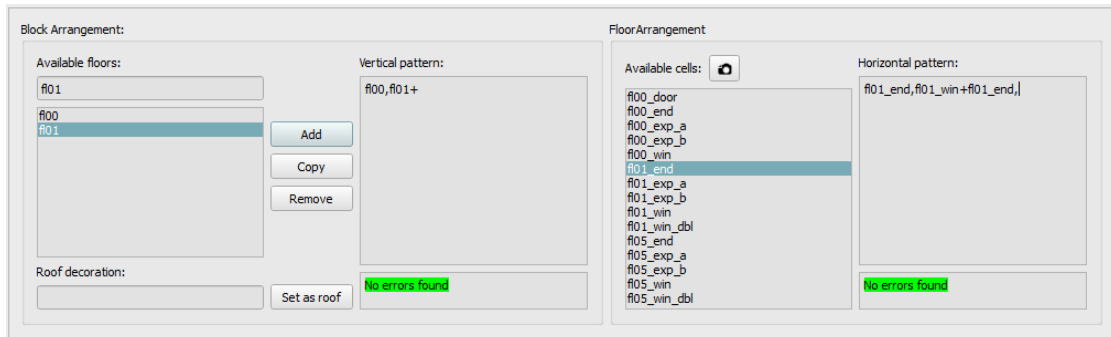 Block Arrangement:
Available floors:
fl01
fl00
fl01
Add
Copy
Remove
Roof decoration:
Set as roof
Vertical pattern:
fl00,fl01+
No errors found
FloorArrangement
Available cells:
fl00_door
fl00_end
fl00_exp_a
fl00_exp_b
fl00_win
fl01_end
fl01_exp_a
fl01_exp_b
fl01_win
fl01_win_dbl
fl05_end
fl05_exp_a
fl05_exp_b
fl05_win
fl05_win_dbl
Horizontal pattern:
fl01_end,fl01_win+fl01_end,
No errors found